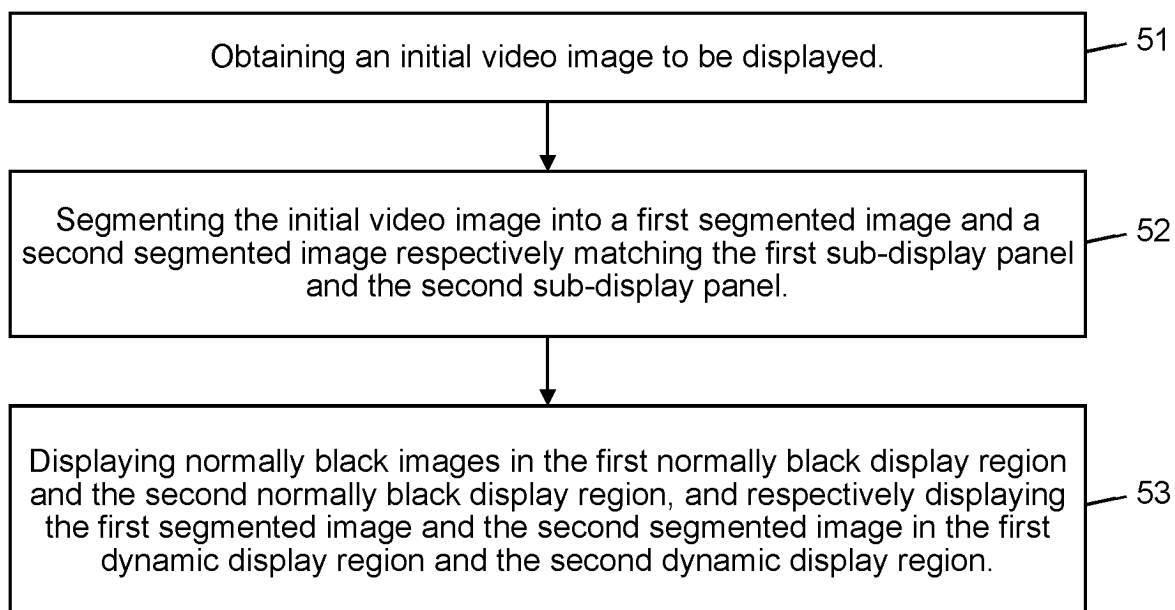 Obtaining an initial video image to be displayed.
51
Segmenting the initial video image into a first segmented image and a
second segmented image respectively matching the first sub-display panel
and the second sub-display panel.
52
Displaying normally black images in the first normally black display region
and the second normally black display region, and respectively displaying
the first segmented image and the second segmented image in the first
dynamic display region and the second dynamic display region.
53